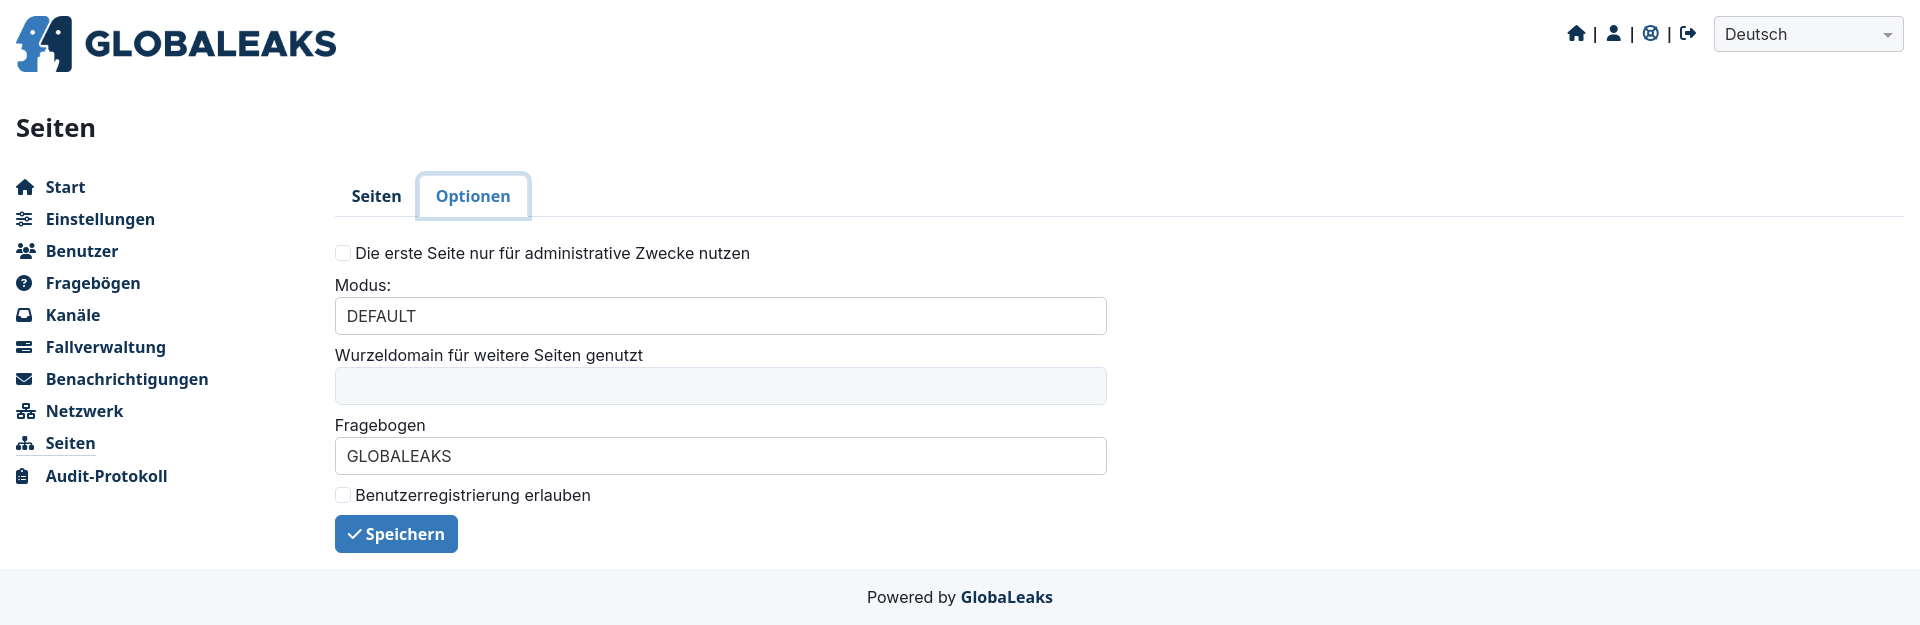 GLOBALEAKS
| | |
Deutsch
Seiten
Start
Einstellungen
Benutzer
Fragebögen
Kanäle
Fallverwaltung
Benachrichtigungen
Netzwerk
Seiten
Audit-Protokoll
Seiten
Optionen
Die erste Seite nur für administrative Zwecke nutzen
Modus:
DEFAULT
Wurzeldomain für weitere Seiten genutzt
Fragebogen
GLOBALEAKS
Benutzerregistrierung erlauben
Speichern
Powered by GlobaLeaks